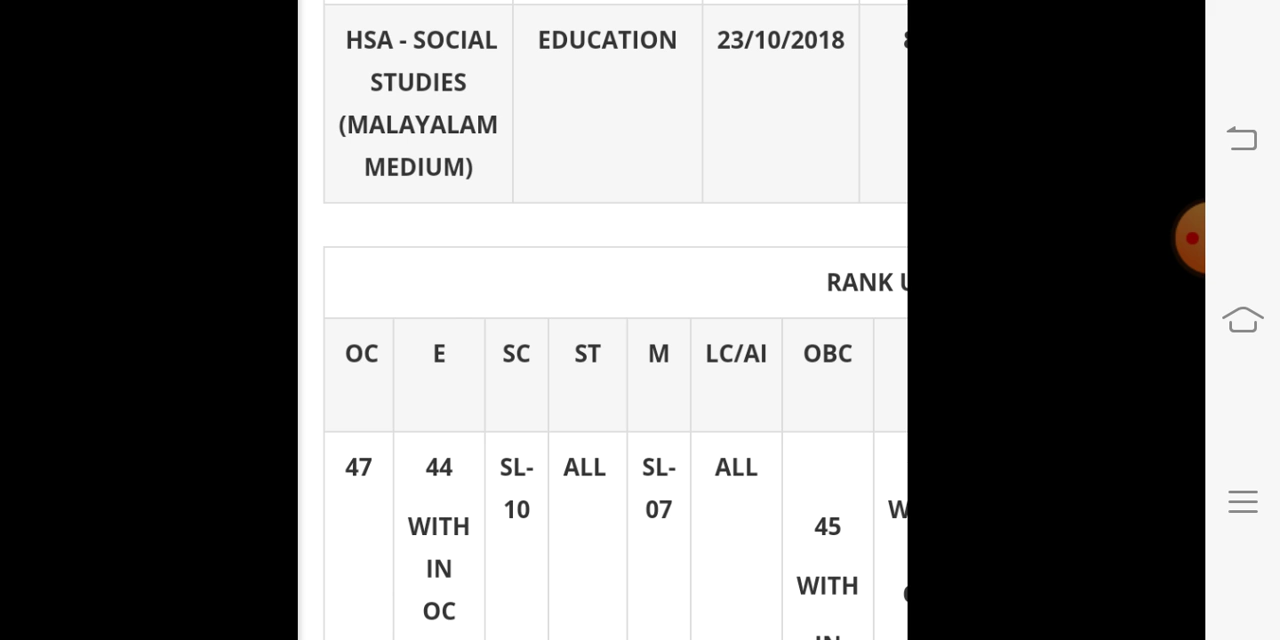 HSA - SOCIAL
STUDIES
(MALAYALAM
MEDIUM)
EDUCATION
23/10/2018
RANK
OC
E
SC
ST
M
LC/AI
OBC
47
44
WITH
IN
OC
SL-
10
ALL
SL-
07
ALL
45
WITH